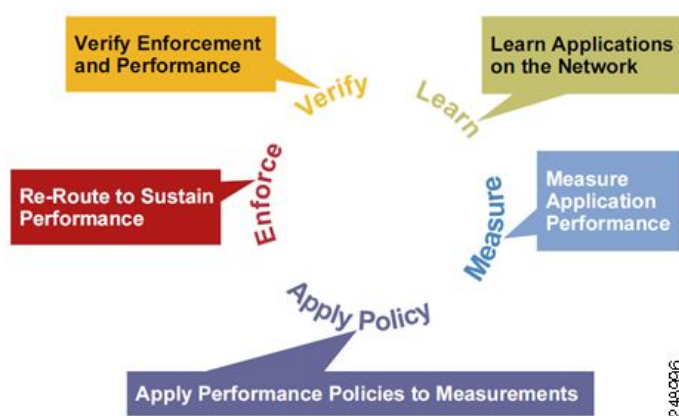 Verify Enforcement
and Performance
Learn Applications
on the Network
Verify
Learn
Re-Route to Sustain
Performance
Enforce
Measure
Measure
Application
Performance
Apply Policy
Apply Performance Policies to Measurements
248996